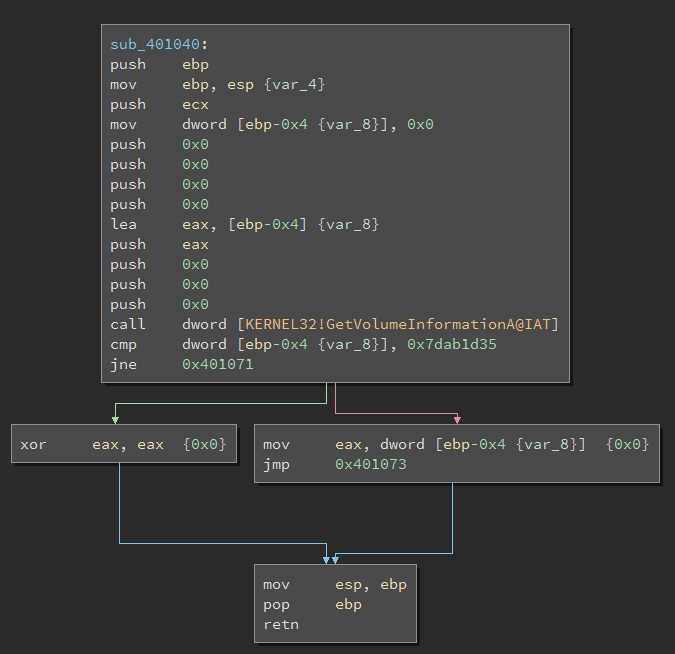 sub_401040:
push ebp
mov ebp, esp {var_4}
push ecx
mov dword [ebp-0x4 {var_8}], 0x0
push 0x0
push 0x0
push 0x0
push 0x0
lea eax, [ebp-0x4] {var_8}
push eax
push 0x0
push 0x0
push 0x0
call dword [KERNEL32!GetVolumeInformationA@IAT]
cmp dword [ebp-0x4 {var_8}], 0x7dab1d35
jne 0x401071
xor eax, eax {0x0}
mov eax, dword [ebp-0x4 {var_8}] {0x0}
jmp 0x401073
mov esp, ebp
pop ebp
retn